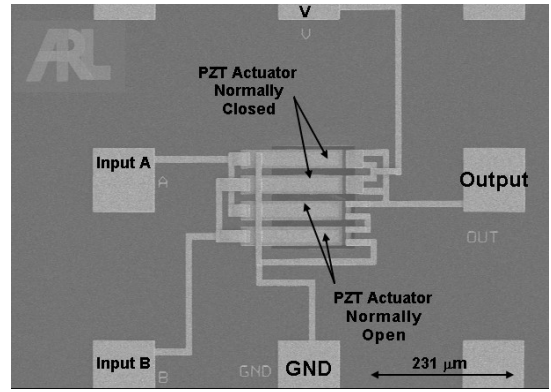 V
V
ARL
PZT Actuator
Normally
Closed
Input A
A
Output
OUT
PZT Actuator
Normally
Open
Input B
B
GND
GND
231 µm